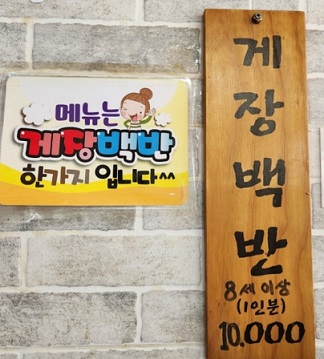 메뉴는
게장백반
한가지 입니다^^
게
장
백
반
8세 이상
(1인분)
10.000